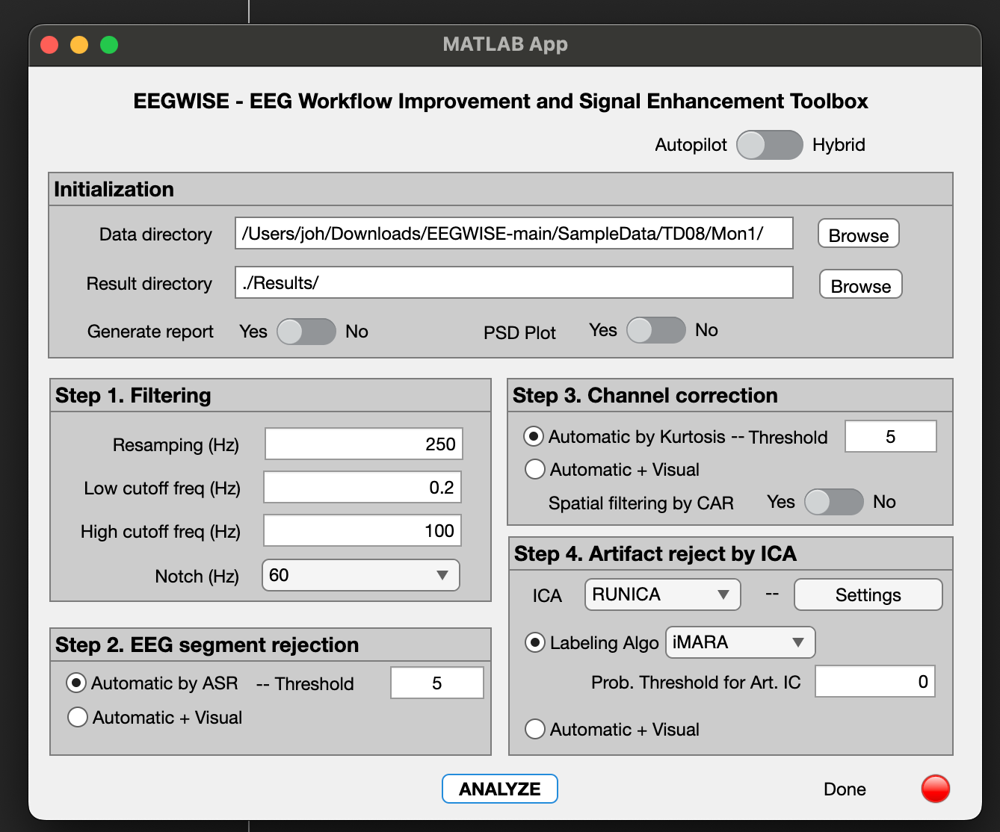 MATLAB App
EEGWISE - EEG Workflow Improvement and Signal Enhancement Toolbox
Autopilot Hybrid
Initialization
Data directory /Users/joh/Downloads/EEGWISE-main/SampleData/TD08/Mon1/ Browse
Result directory ./Results/ Browse
Generate report Yes No PSD Plot Yes No
Step 1. Filtering
Resamping (Hz) 250
Low cutoff freq (Hz) 0.2
High cutoff freq (Hz) 100
Notch (Hz) 60
Step 2. EEG segment rejection
Automatic by ASR -- Threshold 5
Automatic + Visual
Step 3. Channel correction
Automatic by Kurtosis -- Threshold 5
Automatic + Visual
Spatial filtering by CAR Yes No
Step 4. Artifact reject by ICA
ICA RUNICA -- Settings
Labeling Algo iMARA
Prob. Threshold for Art. IC 0
Automatic + Visual
ANALYZE Done